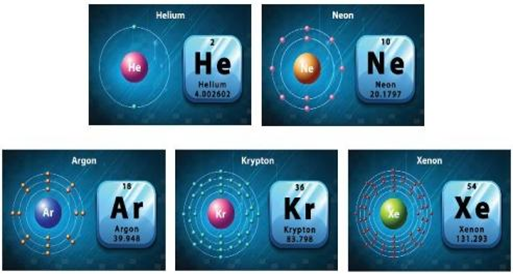 Helium
He
2
He
Helium
4.002602
Neon
Ne
10
Ne
Neon
20.1797
Argon
Ar
18
Ar
Argon
39.948
Krypton
Kr
36
Kr
Krypton
83.798
Xenon
Xe
54
Xe
Xenon
131.293